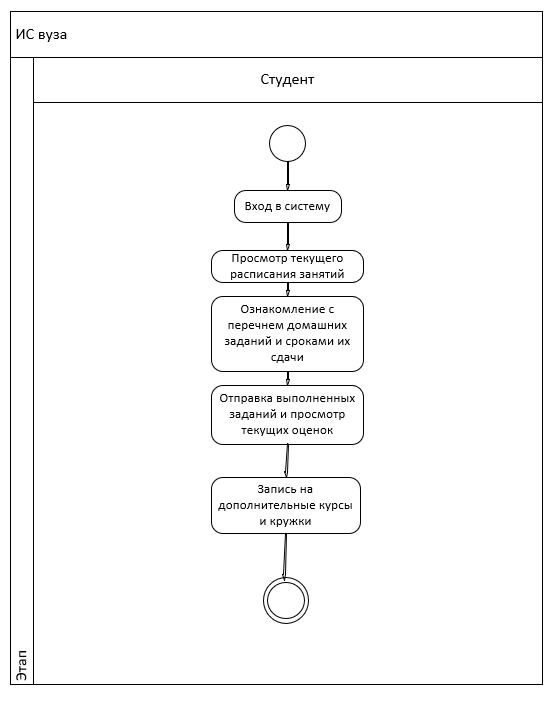 ИС вуза
Студент
Вход в систему
Просмотр текущего
расписания занятий
Ознакомление с
перечнем домашних
заданий и сроками их
сдачи
Отправка выполненных
заданий и просмотр
текущих оценок
Запись на
дополнительные курсы
и кружки
Этап